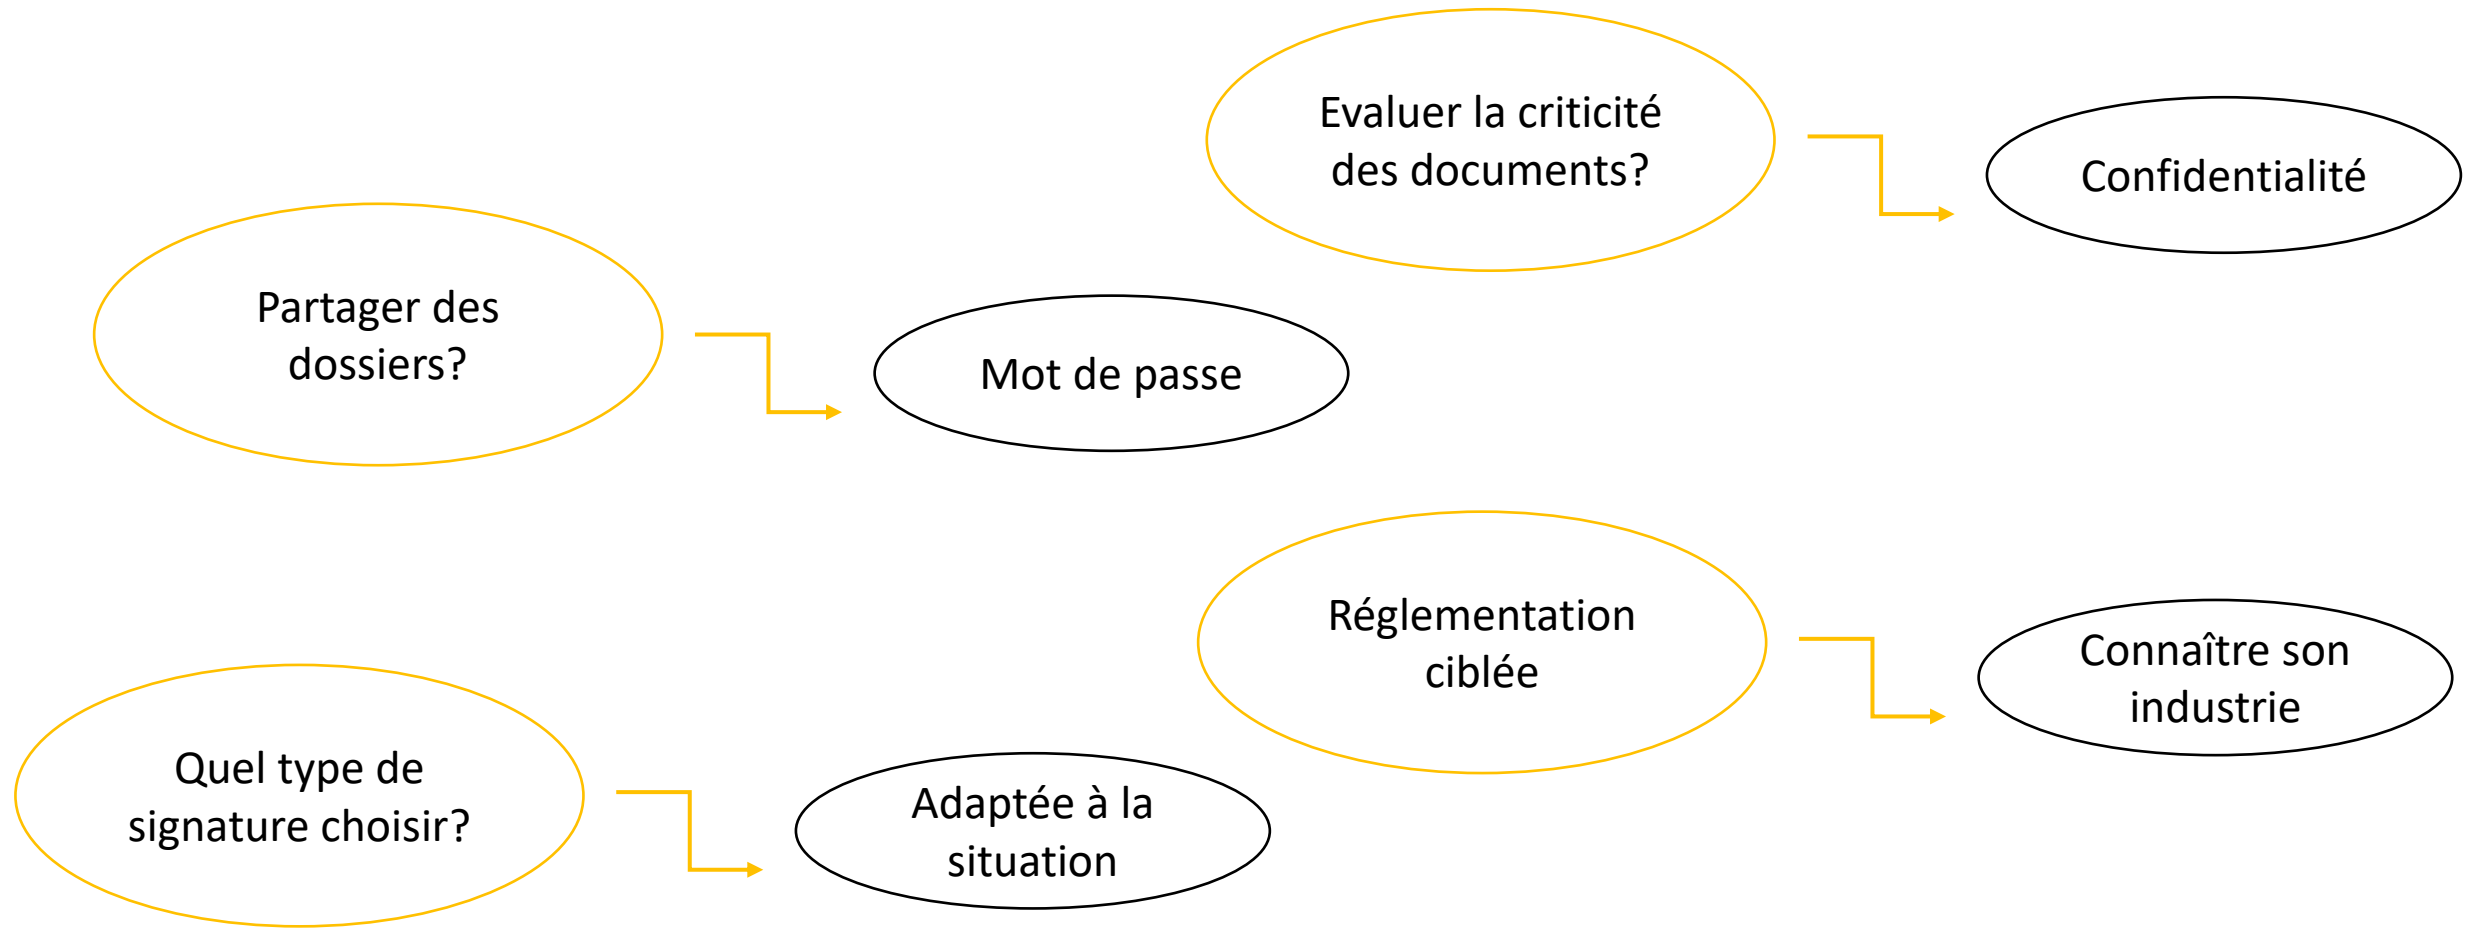 Evaluer la criticité
des documents?
Confidentialité
Partager des
dossiers?
Mot de passe
Réglementation
ciblée
Connaître son
industrie
Quel type de
signature choisir?
Adaptée à la
situation